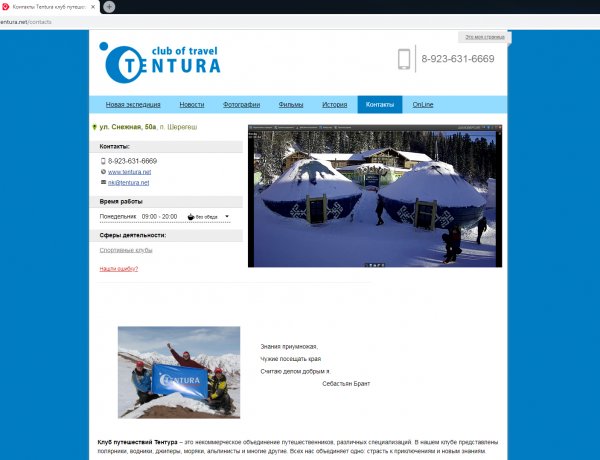 Контакты Tentura клуб путешес
entura.net/contacts
Это моя страница
club of travel
TENTURA
8-923-631-6669
Новая экспедиция Новости Фотографии Фильмы История Контакты OnLine
ул. Снежная, 50а, п. Шерегеш
Контакты:
8-923-631-6669
www.tentura.net
nk@tentura.net
Время работы
Понедельник 09:00 - 20:00 без обеда
Сферы деятельности:
Спортивные клубы
Нашли ошибку?
TENTURA
Знания приумножая,
Чужие посещать края
Считаю делом добрым я.
Себастьян Брант
Клуб путешествий Тентура – это некоммерческое объединение путешественников, различных специализаций. В нашем клубе представлены
полярники, водники, джиперы, моряки, альпинисты и многие другие. Всех нас объединяет одно: страсть к приключениям и новым знаниям.